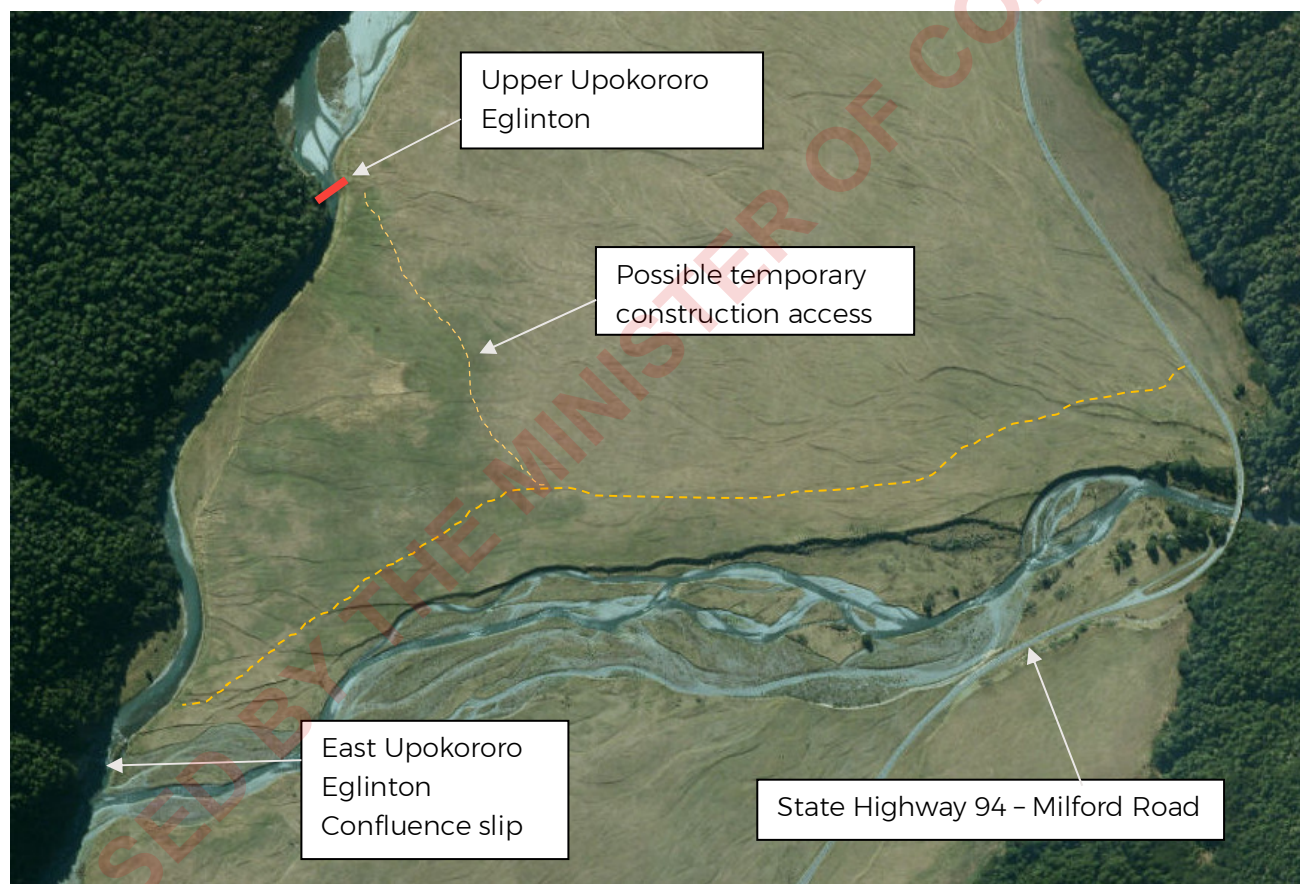 Upper Upokororo
Eglinton
Possible temporary
construction access
East Upokororo
Eglinton
Confluence slip
State Highway 94 – Milford Road
SED BY THE MINISTER OF CO